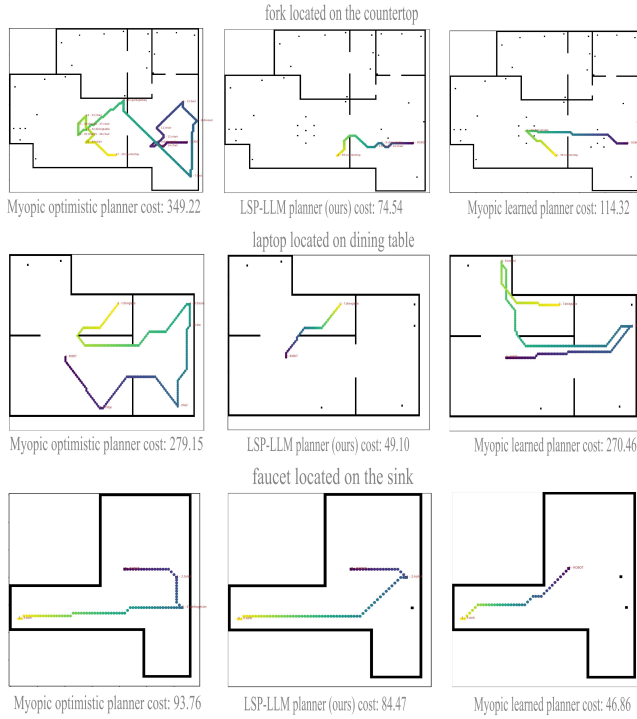 fork located on the countertop
Myopic optimistic planner cost: 349.22
LSP-LLM planner (ours) cost: 74.54
Myopic learned planner cost: 114.32
laptop located on dining table
Myopic optimistic planner cost: 279.15
LSP-LLM planner (ours) cost: 49.10
Myopic learned planner cost: 270.46
faucet located on the sink
Myopic optimistic planner cost: 93.76
LSP-LLM planner (ours) cost: 84.47
Myopic learned planner cost: 46.86